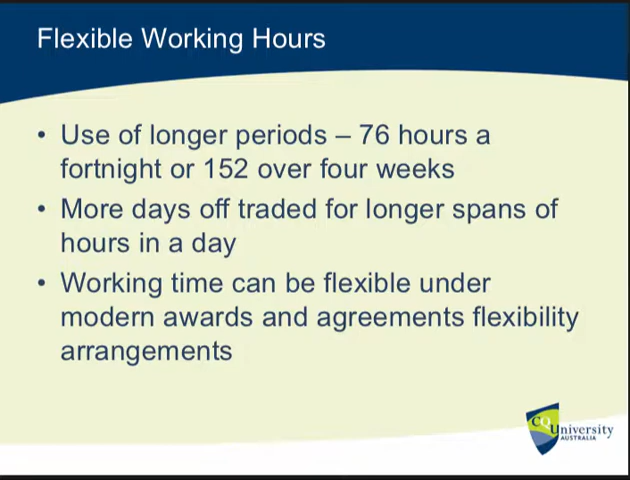 Flexible Working Hours
• Use of longer periods – 76 hours a
fortnight or 152 over four weeks
• More days off traded for longer spans of
hours in a day
• Working time can be flexible under
modern awards and agreements flexibility
arrangements
CQUniversity
AUSTRALIA